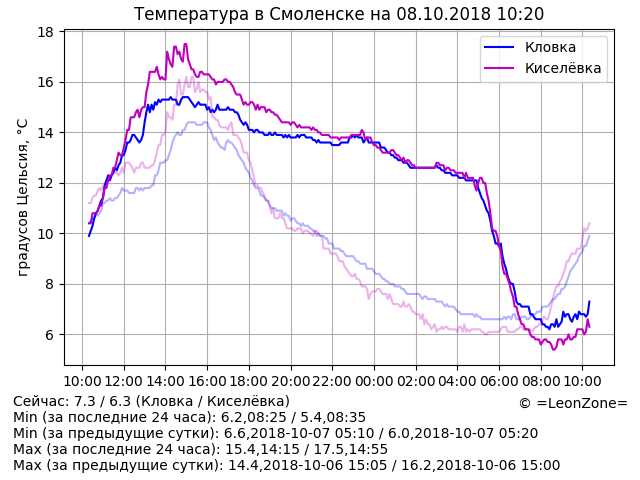 Температура в Смоленске на 08.10.2018 10:20
Кловка
Киселёвка
градусов Цельсия, °C
18
16
14
12
10
8
6
10:00 12:00 14:00 16:00 18:00 20:00 22:00 00:00 02:00 04:00 06:00 08:00 10:00
Сейчас: 7.3 / 6.3 (Кловка / Киселёвка)
© =LeonZone=
Min (за последние 24 часа): 6.2,08:25 / 5.4,08:35
Min (за предыдущие сутки): 6.6,2018-10-07 05:10 / 6.0,2018-10-07 05:20
Max (за последние 24 часа): 15.4,14:15 / 17.5,14:55
Max (за предыдущие сутки): 14.4,2018-10-06 15:05 / 16.2,2018-10-06 15:00